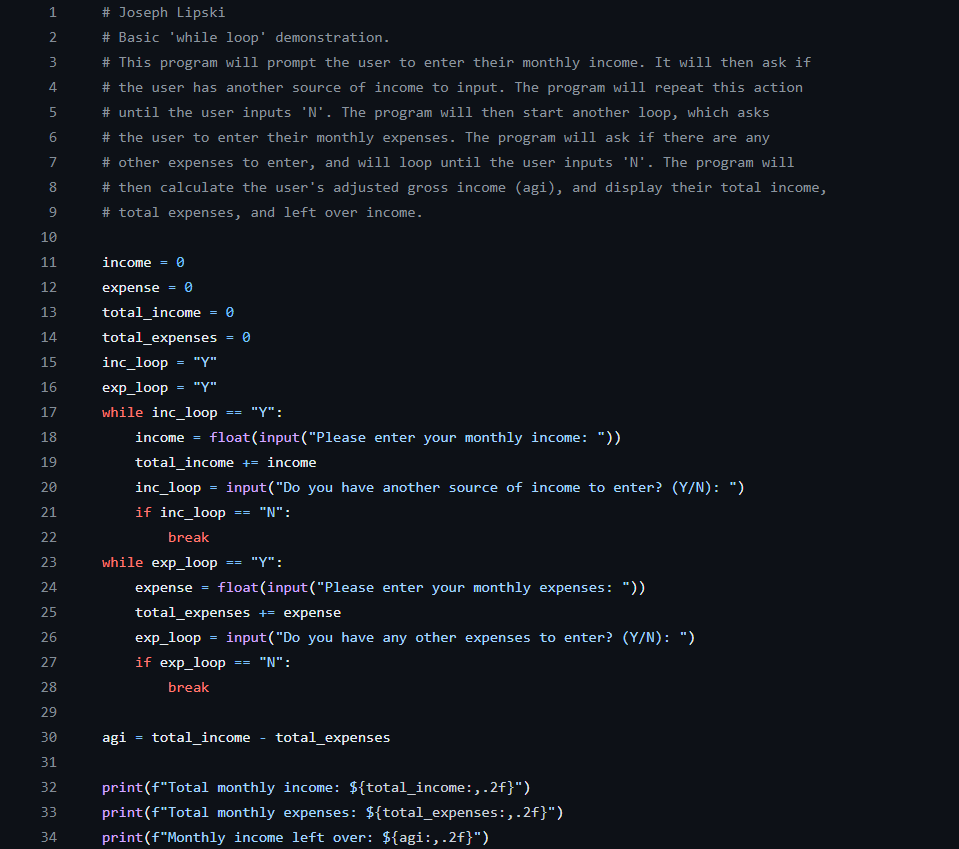 1 # Joseph Lipski
2 # Basic 'while loop' demonstration.
3 # This program will prompt the user to enter their monthly income. It will then ask if
4 # the user has another source of income to input. The program will repeat this action
5 # until the user inputs 'N'. The program will then start another loop, which asks
6 # the user to enter their monthly expenses. The program will ask if there are any
7 # other expenses to enter, and will loop until the user inputs 'N'. The program will
8 # then calculate the user's adjusted gross income (agi), and display their total income,
9 # total expenses, and left over income.
10
11 income = 0
12 expense = 0
13 total_income = 0
14 total_expenses = 0
15 inc_loop = "Y"
16 exp_loop = "Y"
17 while inc_loop == "Y":
18     income = float(input("Please enter your monthly income: "))
19     total_income += income
20     inc_loop = input("Do you have another source of income to enter? (Y/N): ")
21     if inc_loop == "N":
22         break
23 while exp_loop == "Y":
24     expense = float(input("Please enter your monthly expenses: "))
25     total_expenses += expense
26     exp_loop = input("Do you have any other expenses to enter? (Y/N): ")
27     if exp_loop == "N":
28         break
29
30 agi = total_income - total_expenses
31
32 print(f"Total monthly income: ${total_income:,.2f}")
33 print(f"Total monthly expenses: ${total_expenses:,.2f}")
34 print(f"Monthly income left over: ${agi:,.2f}")